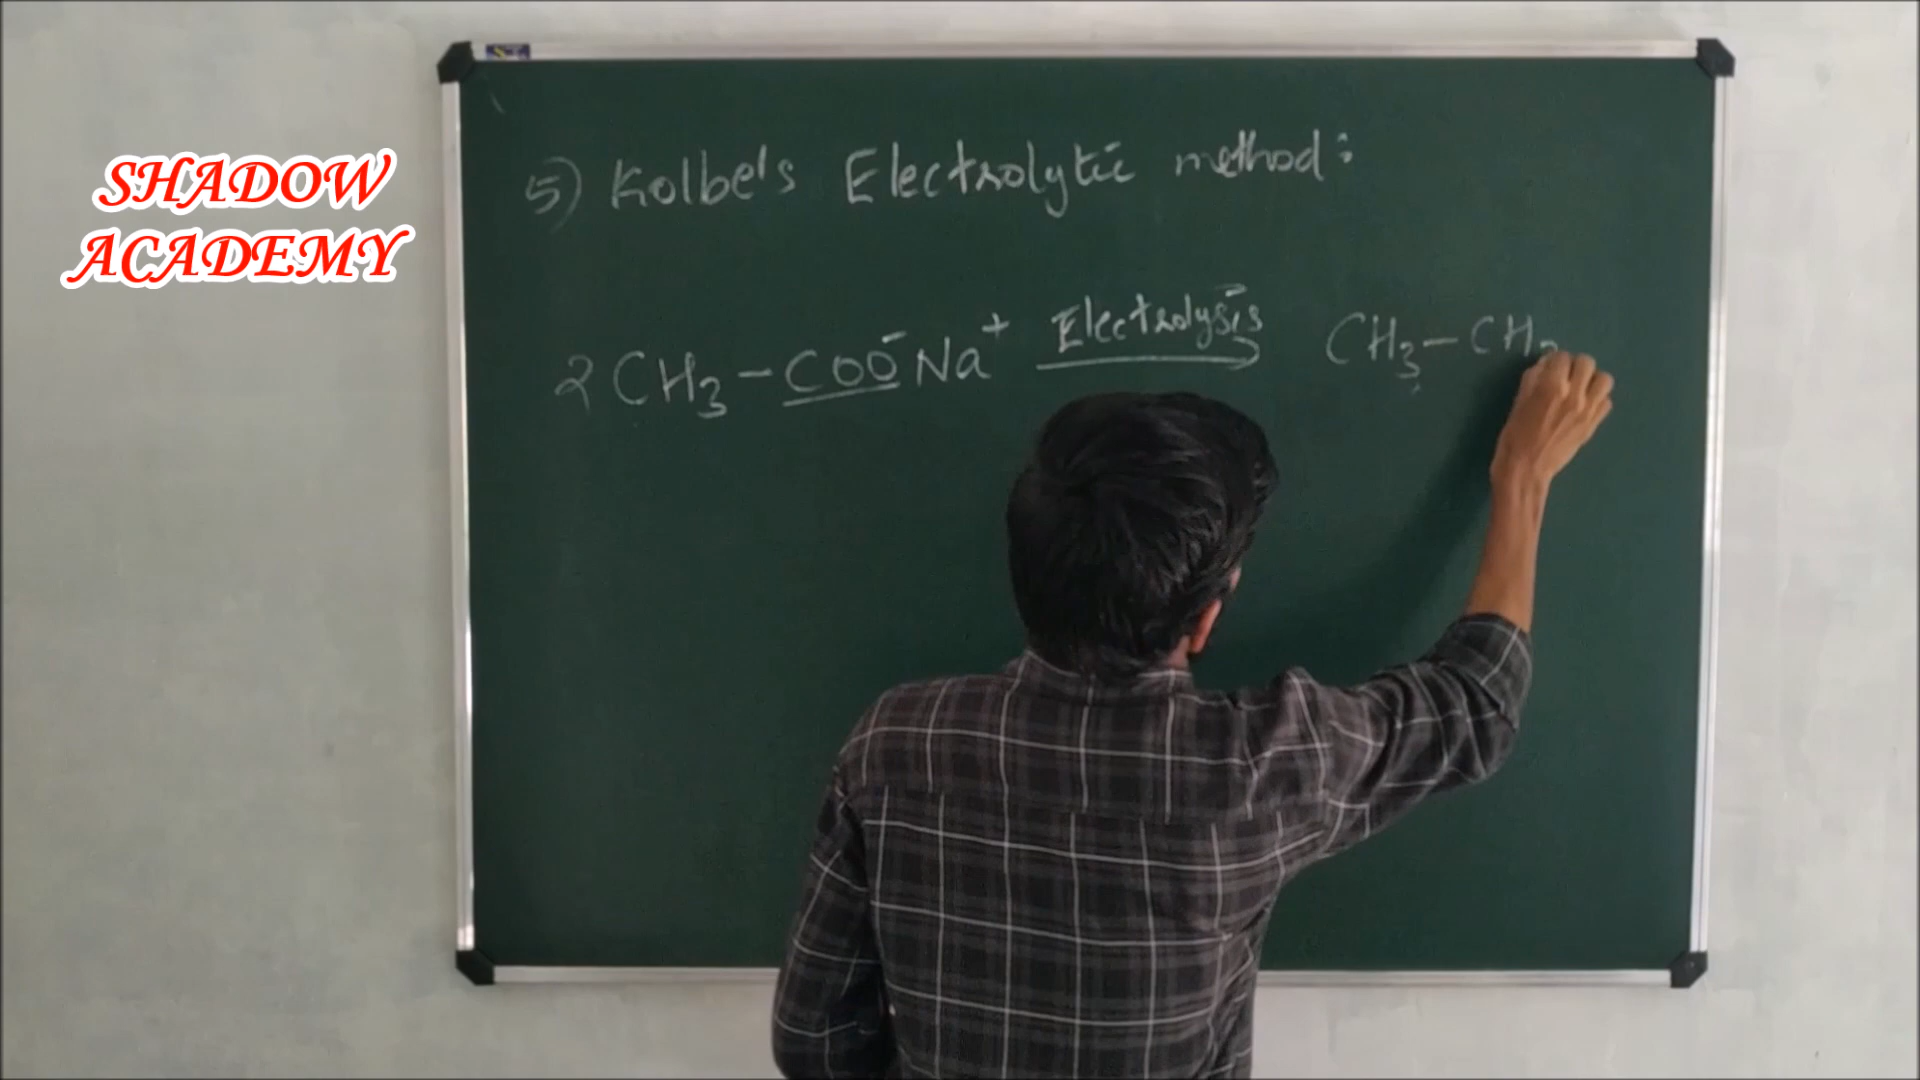 SHADOW
ACADEMY
5) Kolbe's Electrolytic method:
2CH₃-COO⁻Na⁺ Electrolysis → CH₃-CH₃